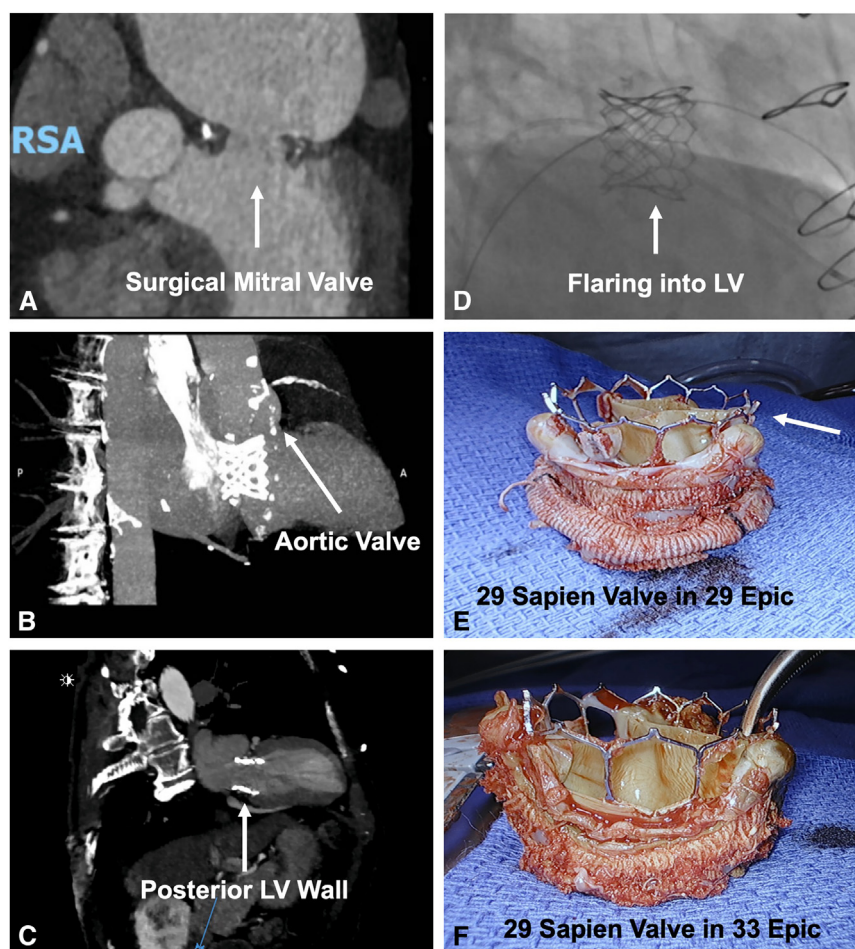 RSA
Surgical Mitral Valve
A
Flaring into LV
D
P
A
Aortic Valve
B
29 Sapien Valve in 29 Epic
E
Posterior LV Wall
C
29 Sapien Valve in 33 Epic
F